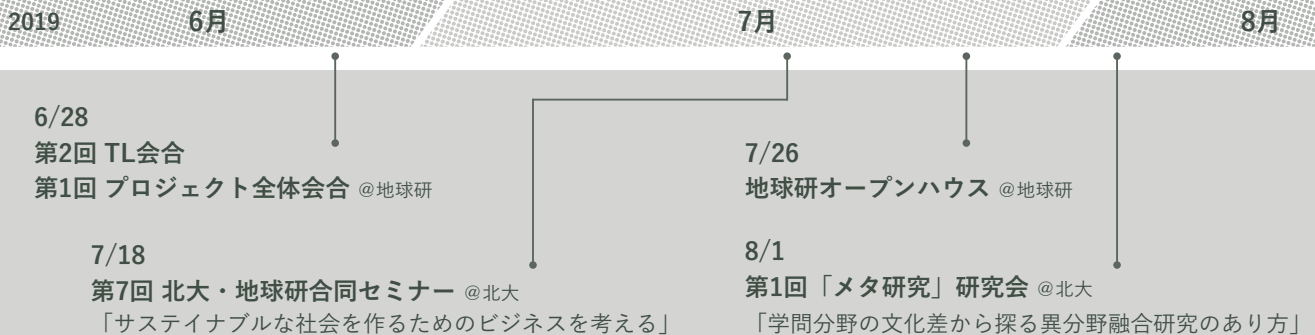 2019 6月 7月 8月
6/28
第2回 TL会合
第1回 プロジェクト全体会合 @地球研
7/18
第7回 北大・地球研合同セミナー @北大
「サステイナブルな社会を作るためのビジネスを考える」
7/26
地球研オープンハウス @地球研
8/1
第1回「メタ研究」研究会 @北大
「学問分野の文化差から探る異分野融合研究のあり方」